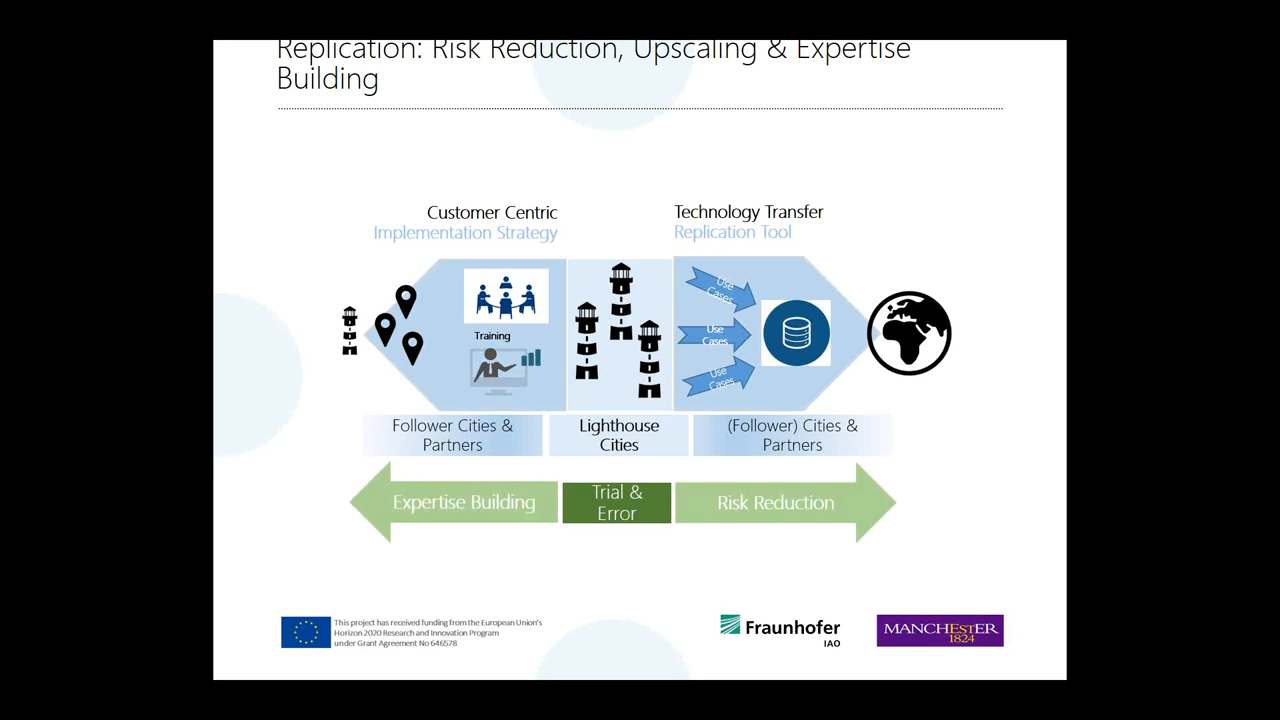 Replication: Risk Reduction, Upscaling & Expertise
Building
Customer Centric
Implementation Strategy
Technology Transfer
Replication Tool
Training
Use
Cases
Use
Cases
Use
Cases
Follower Cities &
Partners
Lighthouse
Cities
(Follower) Cities &
Partners
Expertise Building
Trial &
Error
Risk Reduction
This project has received funding from the European Union's
Horizon 2020 Research and Innovation Program
under Grant Agreement No 646578
Fraunhofer
IAO
MANCHEstER
1824